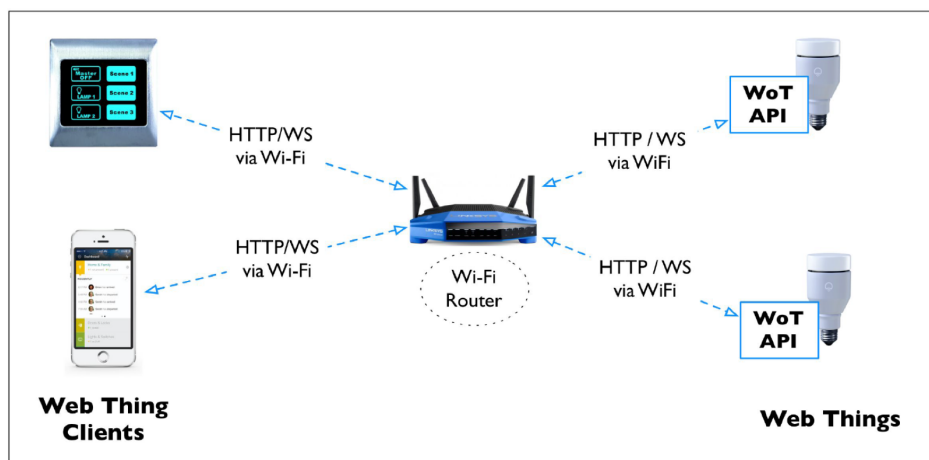 Master
OFF
Scene 1
LAMP 1
Scene 2
LAMP 2
Scene 3
HTTP/WS
via Wi-Fi
HTTP / WS
via WiFi
WoT
API
HTTP/WS
via Wi-Fi
Wi-Fi
Router
HTTP / WS
via WiFi
WoT
API
Dashboard
Web Thing
Clients
Web Things